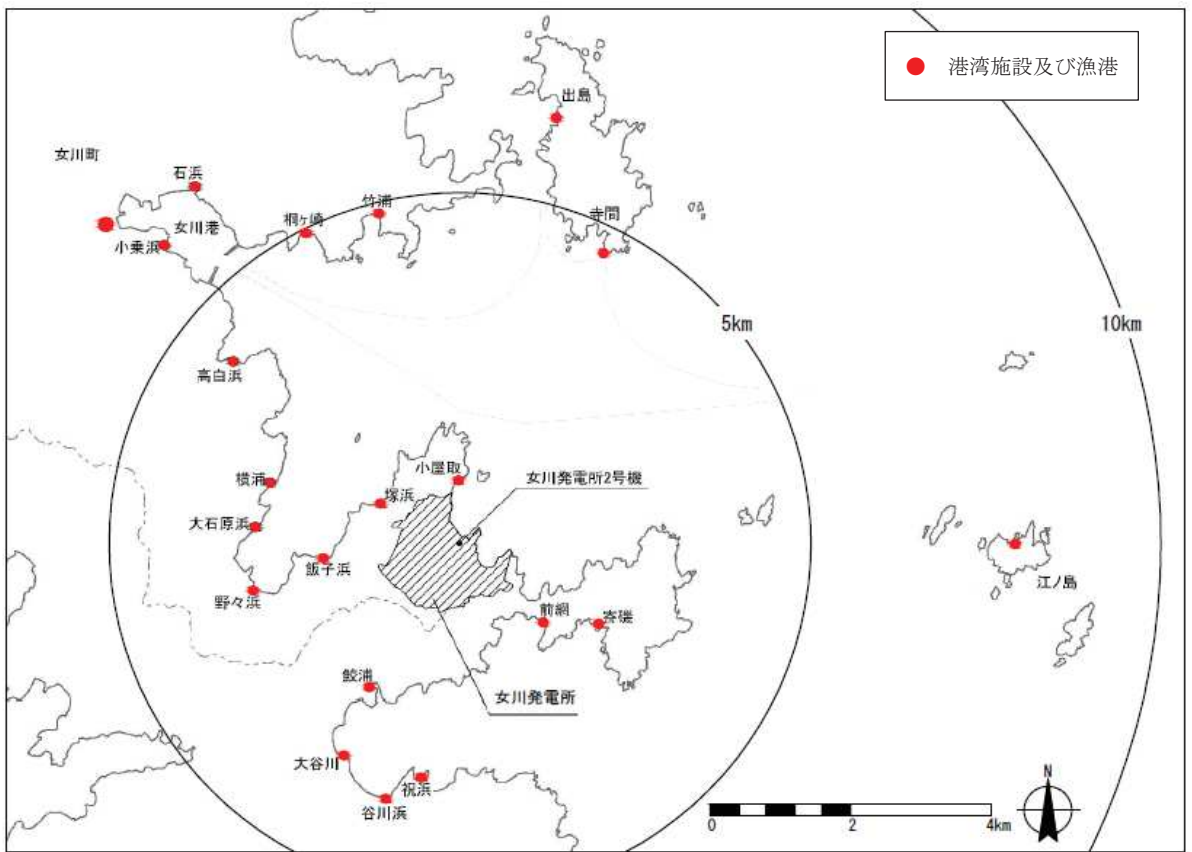 港湾施設及び漁港
出島
女川町
石浜
竹浦
寺間
桐ヶ崎
女川港
小乗浜
5km
10km
高白浜
小屋取
女川発電所2号機
横浦
塚浜
大石原浜
飯子浜
江ノ島
野々浜
前網
寄磯
鮫浦
女川発電所
大谷川
祝浜
谷川浜
N
0
2
4km